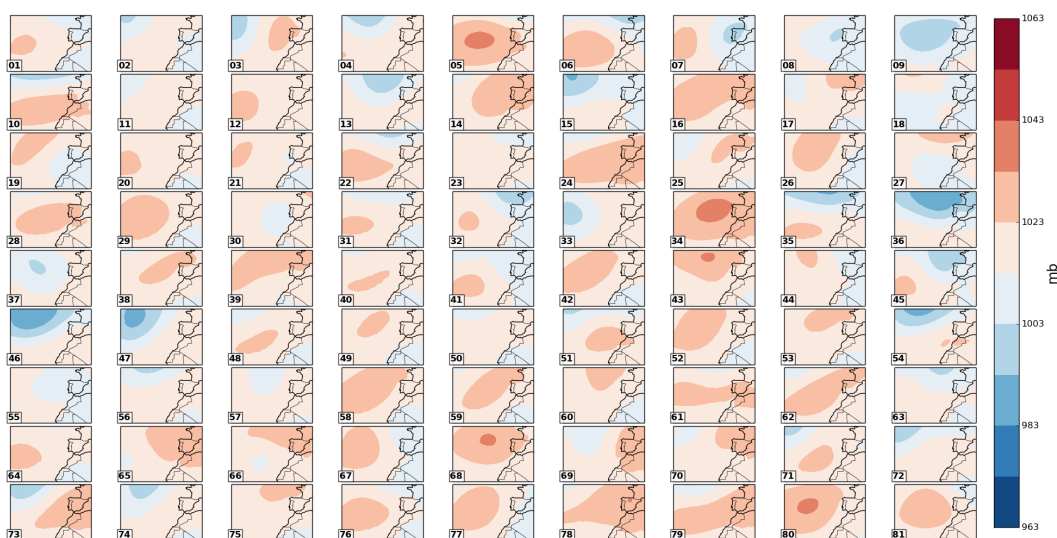 01 02 03 04 05 06 07 08 09
10 11 12 13 14 15 16 17 18
19 20 21 22 23 24 25 26 27
28 29 30 31 32 33 34 35 36
37 38 39 40 41 42 43 44 45
46 47 48 49 50 51 52 53 54
55 56 57 58 59 60 61 62 63
64 65 66 67 68 69 70 71 72
73 74 75 76 77 78 79 80 81
1063
1043
1023
1003
983
963
mb